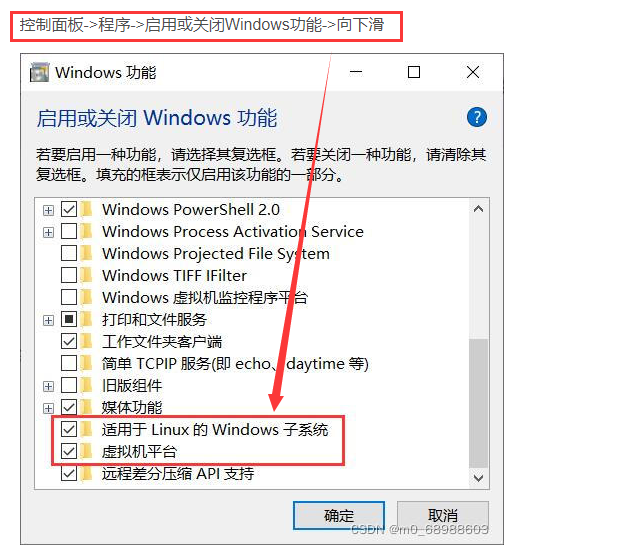 控制面板->程序->启用或关闭Windows功能->向下滑
Windows 功能
启用或关闭 Windows 功能
?
若要启用一种功能，请选择其复选框。若要关闭一种功能，请清除其
复选框。填充的框表示仅启用该功能的一部分。
Windows PowerShell 2.0
Windows Process Activation Service
Windows Projected File System
Windows TIFF IFilter
Windows 虚拟机监控程序平台
打印和文件服务
工作文件夹客户端
简单 TCPIP 服务(即 echo、daytime 等)
旧版组件
媒体功能
适用于 Linux 的 Windows 子系统
虚拟机平台
远程差分压缩 API 支持
确定
取消
CSDN @m0_68988603